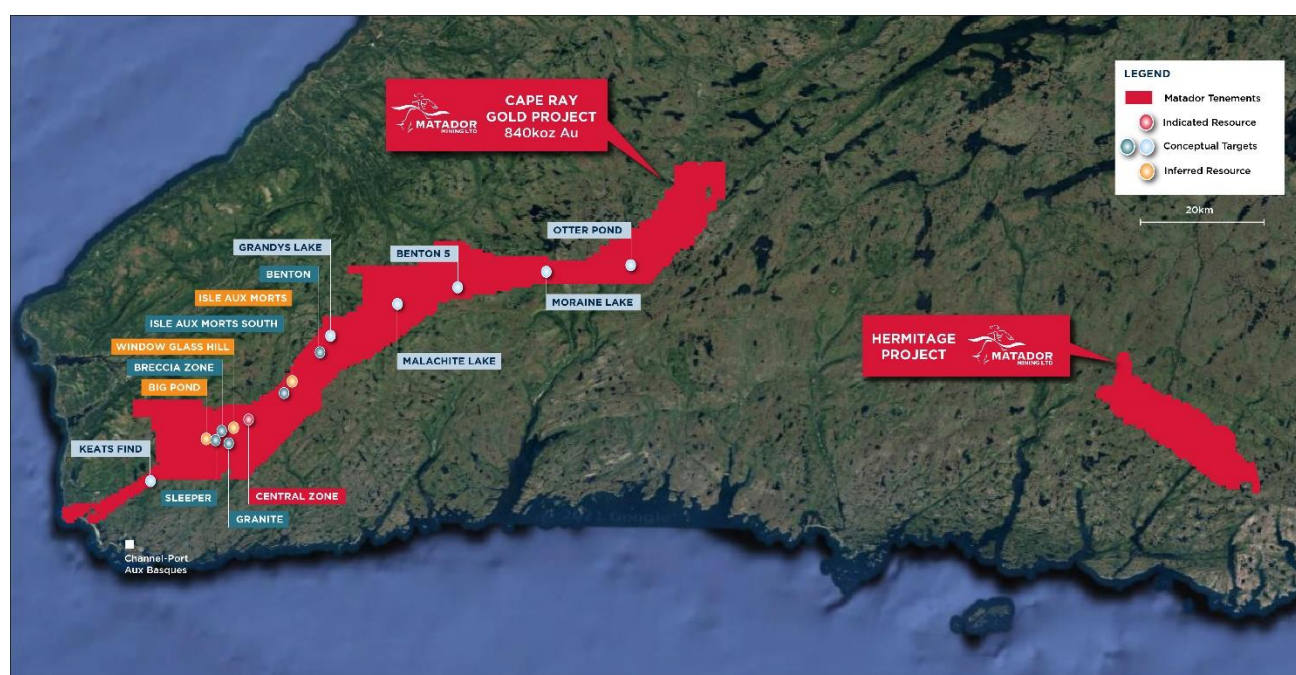 MATADOR
MINING LTD
CAPE RAY
GOLD PROJECT
840koz Au
LEGEND
Matador Tenements
Indicated Resource
Conceptual Targets
Inferred Resource
20km
OTTER POND
GRANDYS LAKE
BENTON 5
BENTON
ISLE AUX MORTS
MORAINE LAKE
ISLE AUX MORTS SOUTH
HERMITAGE
PROJECT
MATADOR
MINING LTD
WINDOW GLASS HILL
MALACHITE LAKE
BRECCIA ZONE
BIG POND
KEATS FIND
SLEEPER
CENTRAL ZONE
GRANITE
Channel-Port
Aux Basques